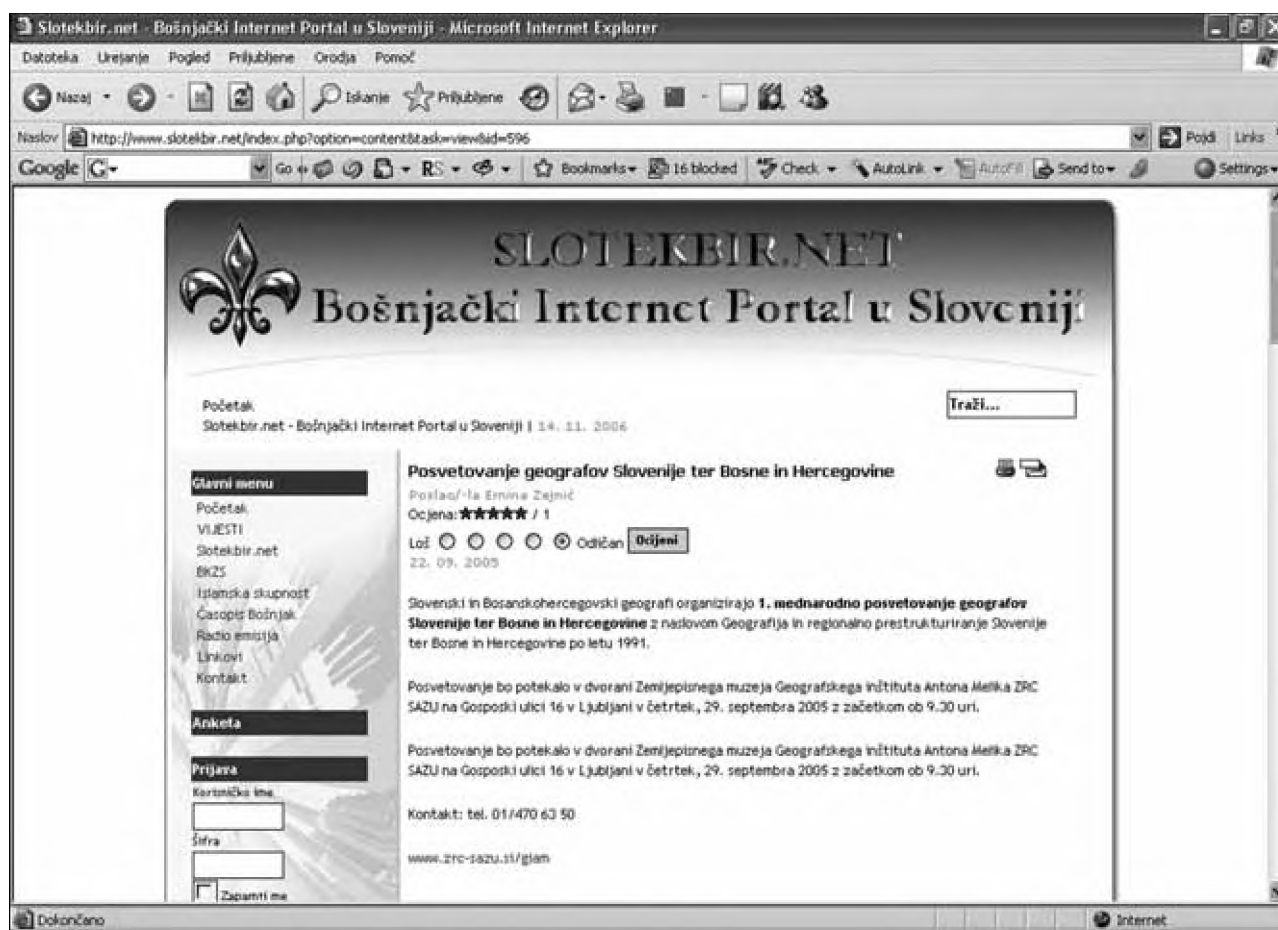 Slotekbir.net - Bošnjački Internet Portal u Sloveniji - Microsoft Internet Explorer
Datoteka Urejanje Pogled Priljubljene Orodja Pomoč
Nazaj Iskanje Priljubljene
Naslov http://www.slotekbir.net/index.php?option=content&task=view&id=596 Pojdi Links
Google G Go RS Bookmarks 16 blocked Check AutoLink AutoFill Send to Settings
SLOTEKBIR.NET
Bošnjački Internet Portal u Sloveniji
Početak
Slotekbir.net - Bošnjački Internet Portal u Sloveniji | 14. 11. 2006
Traži...
Glavni menu
Početak
VIJESTI
Slotekbir.net
BKZS
Islamska skupnost
Časopis Bošnjak
Radio emisija
Linkovi
Kontakt
Anketa
Prijava
Korisničko ime
Šifra
Zapamti me
Posvetovanje geografov Slovenije ter Bosne in Hercegovine
Poslao/-la Emina Zejnić
Ocjena: / 1
Loš Odličan Ocijeni
22. 09. 2005
Slovenski in Bosanskohercegovski geografi organizirajo 1. mednarodno posvetovanje geografov
Slovenije ter Bosne in Hercegovine z naslovom Geografija in regionalno prestrukturiranje Slovenije
ter Bosne in Hercegovine po letu 1991.
Posvetovanje bo potekalo v dvorani Zemljepisnega muzeja Geografskega inštituta Antona Melika ZRC
SAZU na Gosposki ulici 16 v Ljubljani v četrtek, 29. septembra 2005 z začetkom ob 9.30 uri.
Posvetovanje bo potekalo v dvorani Zemljepisnega muzeja Geografskega inštituta Antona Melika ZRC
SAZU na Gosposki ulici 16 v Ljubljani v četrtek, 29. septembra 2005 z začetkom ob 9.30 uri.
Kontakt: tel. 01/470 63 50
www.zrc-sazu.si/giam
Dokončano Internet